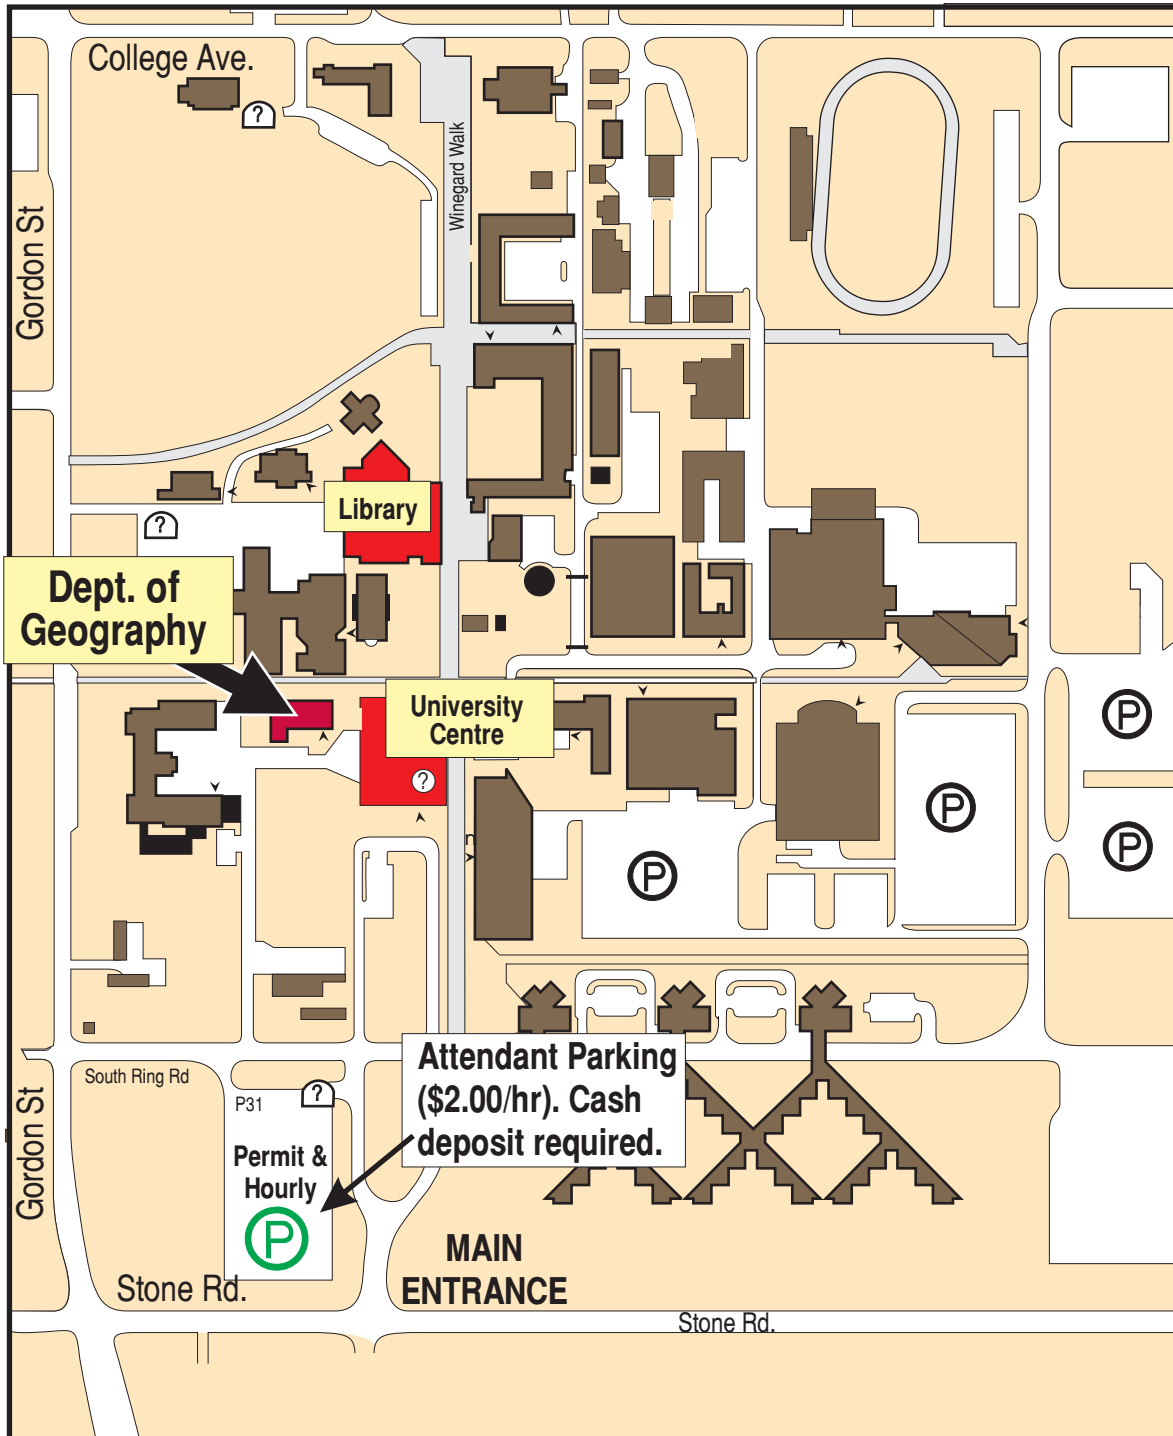 College Ave.
?
Winegard Walk
Gordon St
Library
?
Dept. of
Geography
University
Centre
?
P
P
P
P
n
South Ring Rd
Gordon St
P31
?
Permit &
Hourly
P
Attendant Parking
($2.00/hr). Cash
deposit required.
MAIN
ENTRANCE
Stone Rd.
Stone Rd.